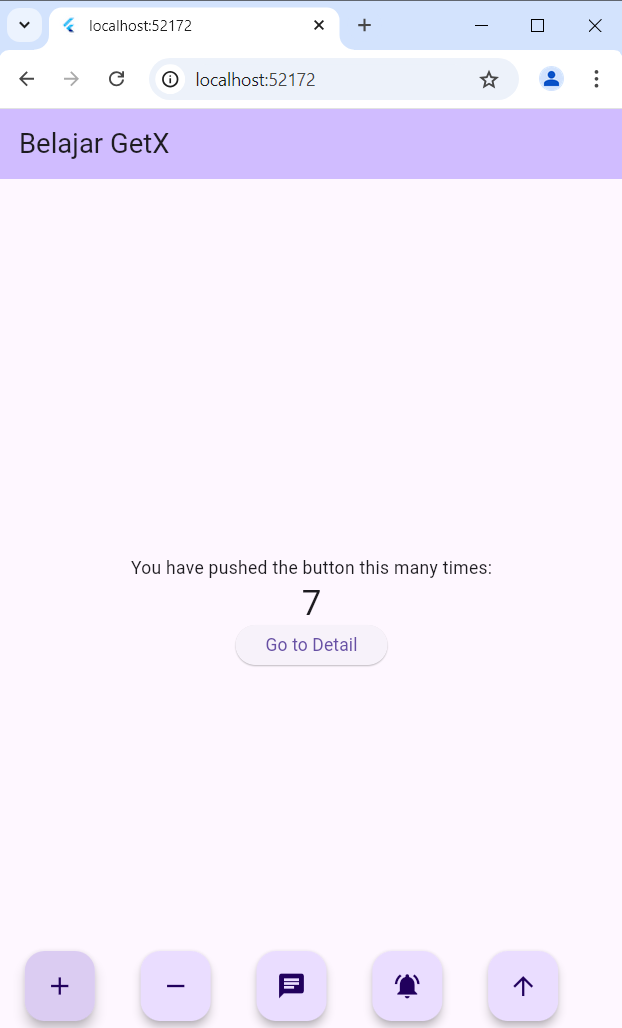 localhost:52172
localhost:52172
Belajar GetX
You have pushed the button this many times:
7
Go to Detail